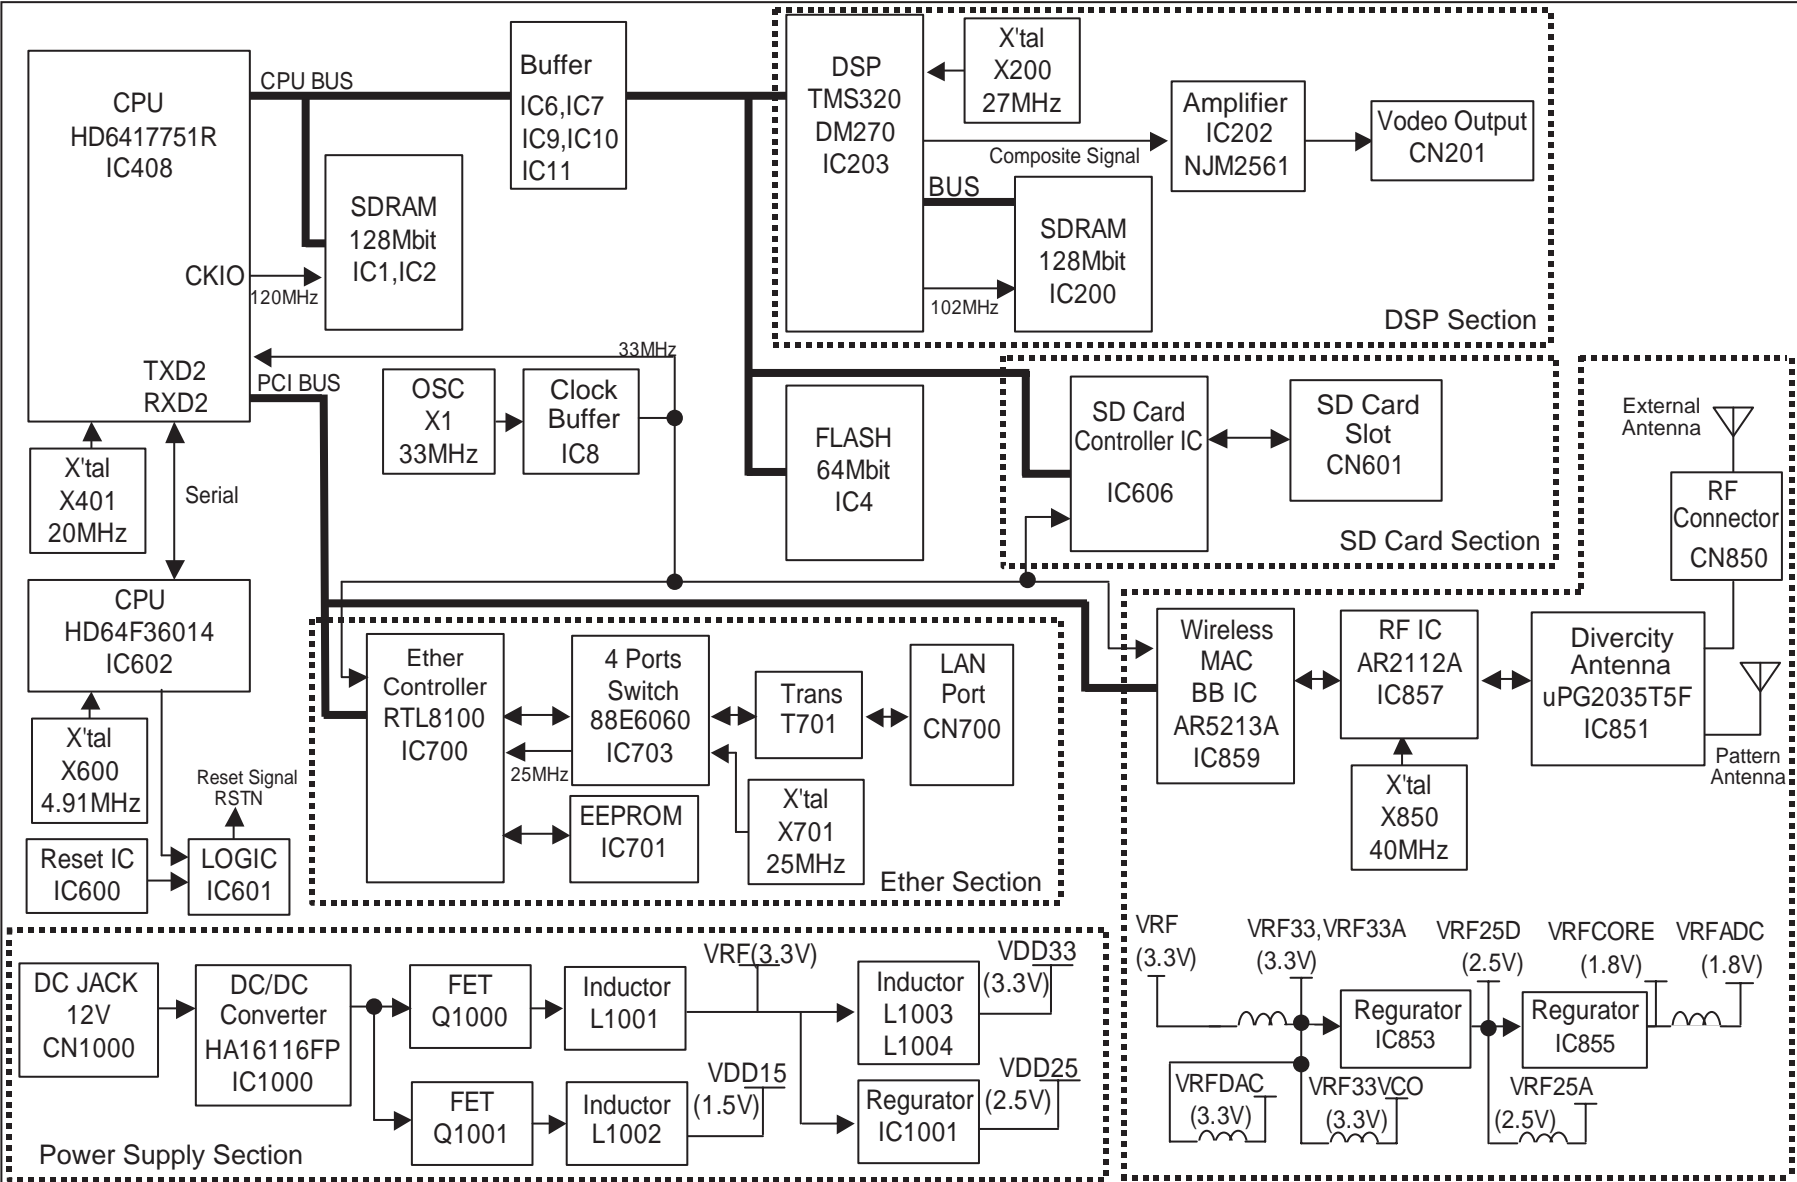 CPU
HD6417751R
IC408
CKIO
TXD2
RXD2
CPU BUS
Buffer
IC6,IC7
IC9,IC10
IC11
SDRAM
128Mbit
IC1,IC2
120MHz
33MHz
PCI BUS
OSC
X1
33MHz
Clock
Buffer
IC8
X'tal
X401
20MHz
Serial
CPU
HD64F36014
IC602
X'tal
X600
4.91MHz
Reset Signal
RSTN
Reset IC
IC600
LOGIC
IC601
DSP
TMS320
DM270
IC203
X'tal
X200
27MHz
Composite Signal
Amplifier
IC202
NJM2561
Vodeo Output
CN201
BUS
SDRAM
128Mbit
IC200
102MHz
DSP Section
FLASH
64Mbit
IC4
SD Card
Controller IC
IC606
SD Card
Slot
CN601
SD Card Section
External
Antenna
RF
Connector
CN850
Ether
Controller
RTL8100
IC700
4 Ports
Switch
88E6060
IC703
25MHz
EEPROM
IC701
Trans
T701
LAN
Port
CN700
X'tal
X701
25MHz
Ether Section
Wireless
MAC
BB IC
AR5213A
IC859
RF IC
AR2112A
IC857
X'tal
X850
40MHz
Divercity
Antenna
uPG2035T5F
IC851
Pattern
Antenna
DC JACK
12V
CN1000
DC/DC
Converter
HA16116FP
IC1000
FET
Q1000
Inductor
L1001
VRF(3.3V)
Inductor
L1003
L1004
VDD33
(3.3V)
FET
Q1001
Inductor
L1002
VDD15
(1.5V)
Regurator
IC1001
VDD25
(2.5V)
Power Supply Section
VRF
(3.3V)
VRF33,VRF33A
(3.3V)
VRF25D
(2.5V)
VRFCORE
(1.8V)
VRFADC
(1.8V)
Regurator
IC853
Regurator
IC855
VRFDAC
(3.3V)
VRF33VCO
(3.3V)
VRF25A
(2.5V)